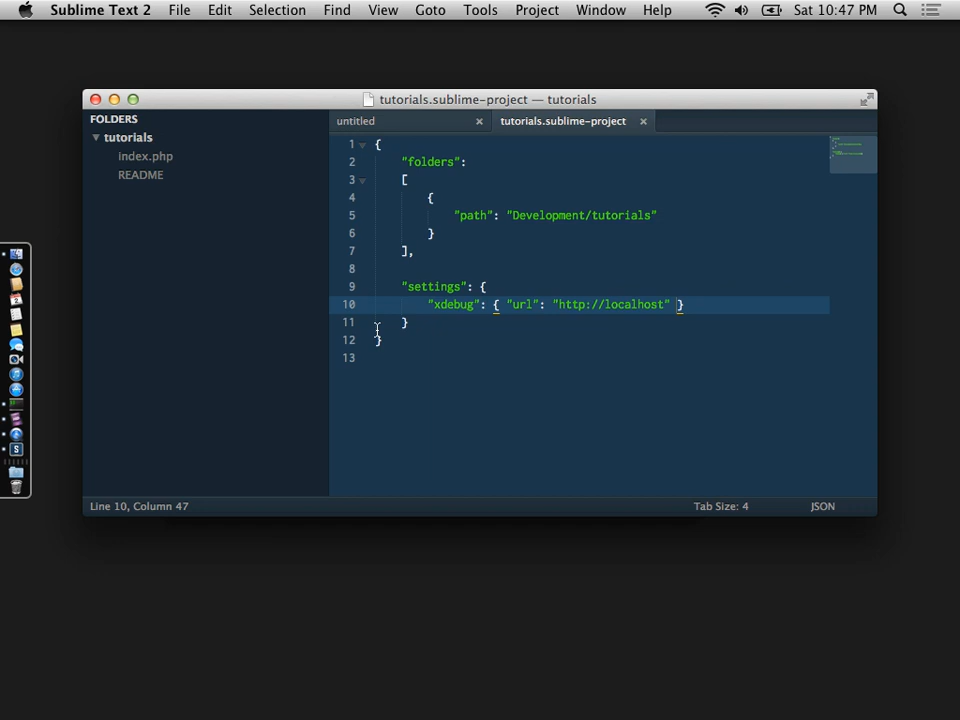 Sublime Text 2 File Edit Selection Find View Goto Tools Project Window Help Sat 10:47 PM
tutorials.sublime-project — tutorials
FOLDERS
tutorials
index.php
README
untitled
tutorials.sublime-project
1 {
2 "folders":
3 [
4 {
5 "path": "Development/tutorials"
6 }
7 ],
8
9 "settings": {
10 "xdebug": { "url": "http://localhost" }
11 }
12 }
13
Line 10, Column 47
Tab Size: 4
JSON